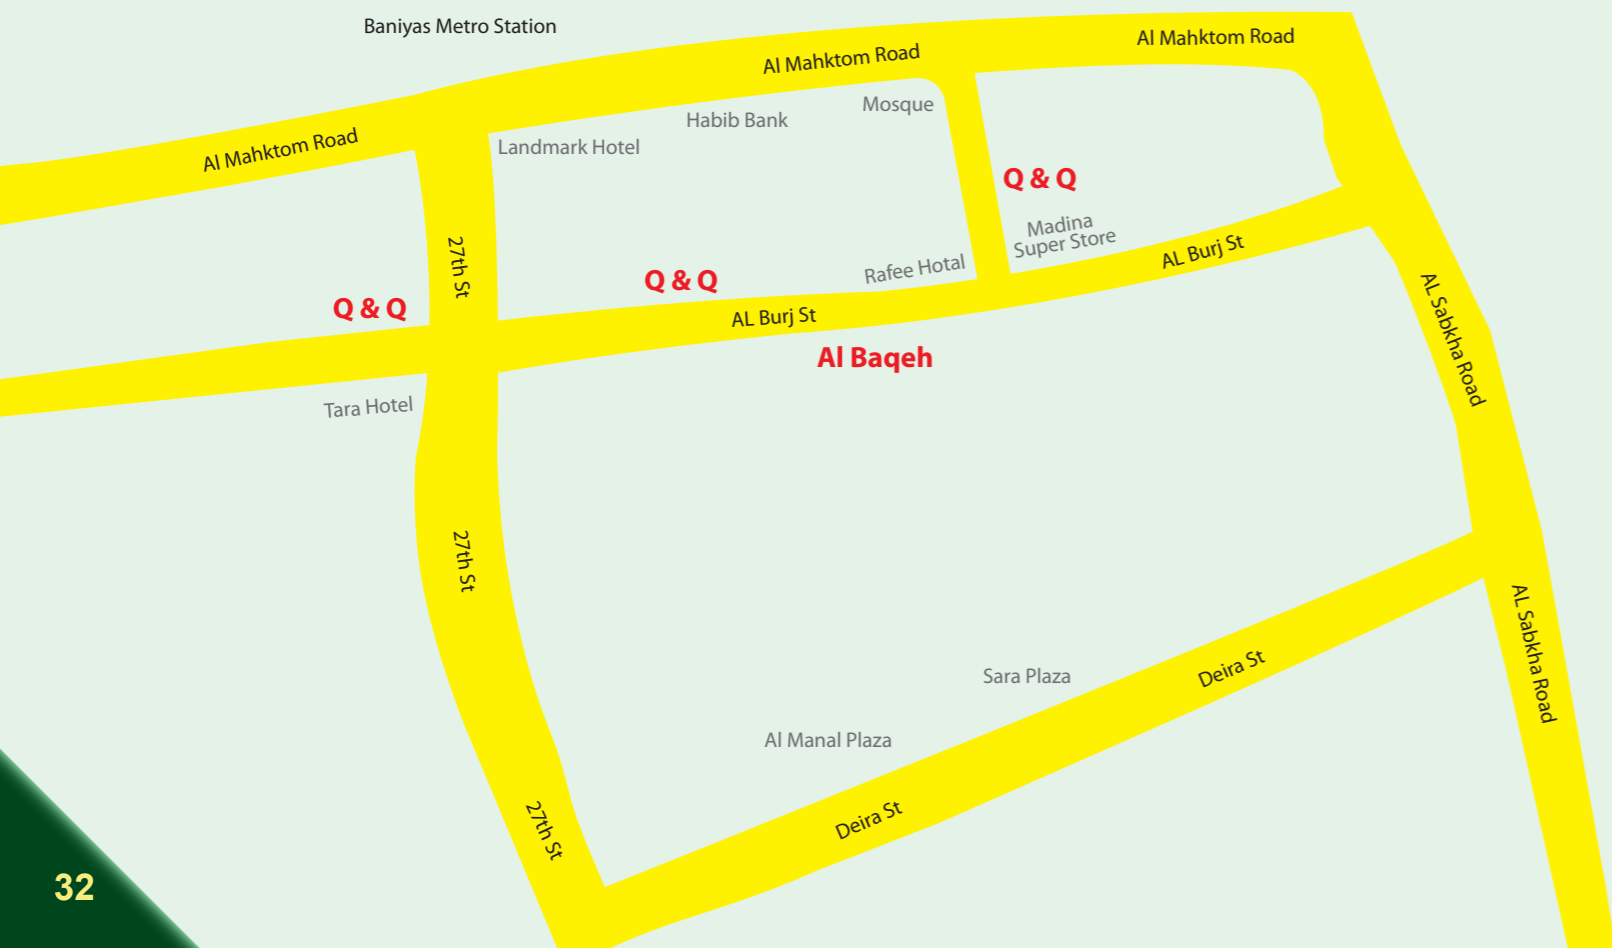 Baniyas Metro Station
Al Mahktom Road
Al Mahktom Road
Al Mahktom Road
Mosque
Habib Bank
Landmark Hotel
Q & Q
Madina
Super Store
27th St
Rafee Hotal
Q & Q
Q & Q
AL Burj St
AL Burj St
Al Baqeh
AL Sabkha Road
Tara Hotel
27th St
AL Sabkha Road
Sara Plaza
Deira St
Al Manal Plaza
Deira St
27th St
32